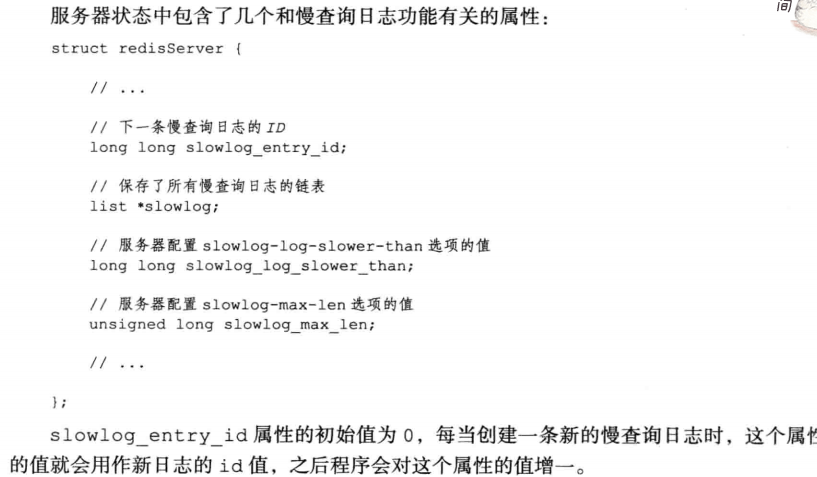 间
服务器状态中包含了几个和慢查询日志功能有关的属性：
struct redisServer {
// ...
// 下一条慢查询日志的 ID
long long slowlog_entry_id;
// 保存了所有慢查询日志的链表
list *slowlog;
// 服务器配置 slowlog-log-slower-than 选项的值
long long slowlog_log_slower_than;
// 服务器配置 slowlog-max-len 选项的值
unsigned long slowlog_max_len;
// ...
};
slowlog_entry_id 属性的初始值为 0，每当创建一条新的慢查询日志时，这个属性
的值就会用作新日志的 id 值，之后程序会对这个属性的值增一。